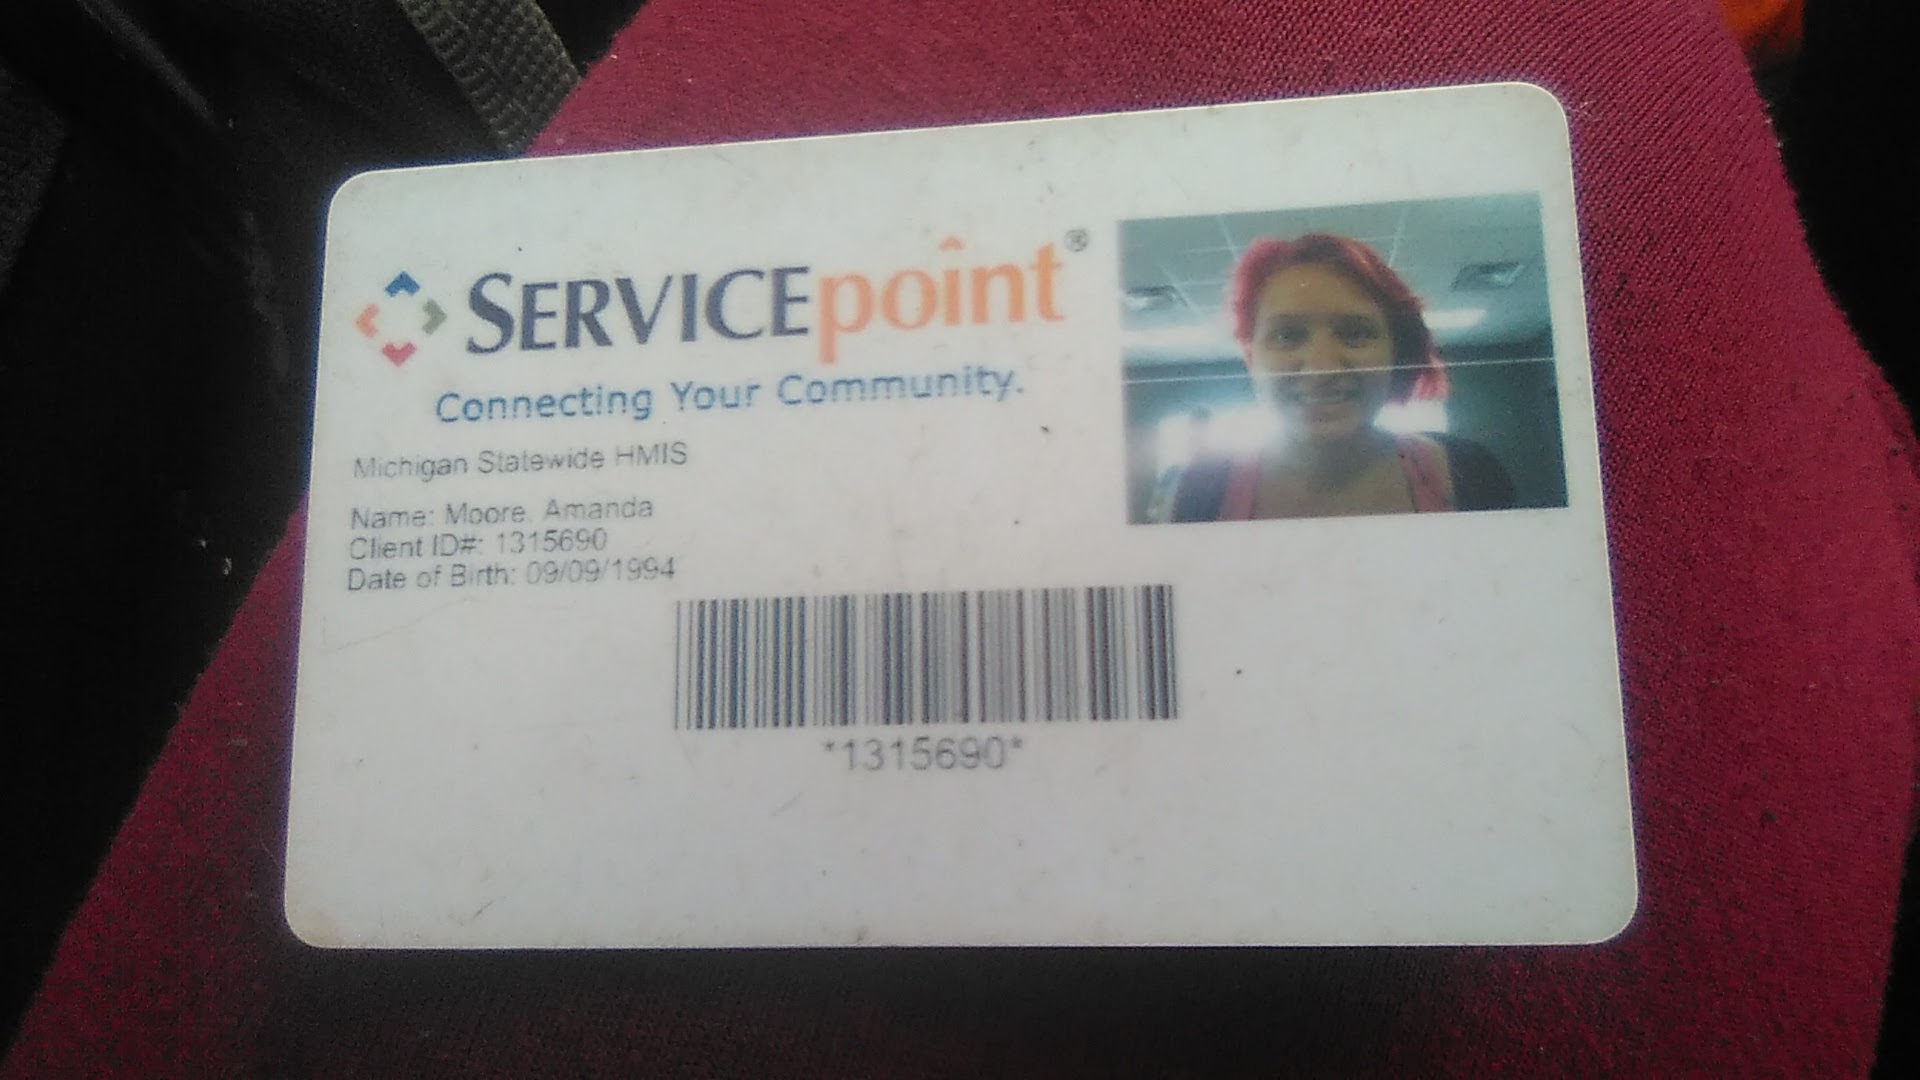 SERVICEpoint®
Connecting Your Community.
Michigan Statewide HMIS
Name: Moore, Amanda
Client ID#: 1315690
Date of Birth: 09/09/1994
*1315690*